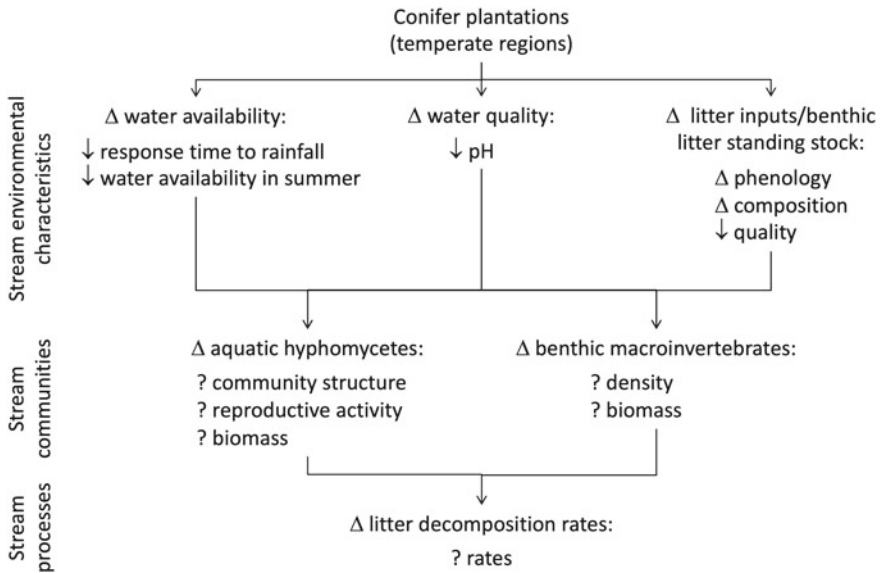 Conifer plantations
(temperate regions)
Stream environmental
characteristics
Δ water availability:
↓ response time to rainfall
↓ water availability in summer
Δ water quality:
↓ pH
Δ litter inputs/benthic
litter standing stock:
Δ phenology
Δ composition
↓ quality
Stream
communities
Δ aquatic hyphomycetes:
? community structure
? reproductive activity
? biomass
Δ benthic macroinvertebrates:
? density
? biomass
Stream
processes
Δ litter decomposition rates:
? rates